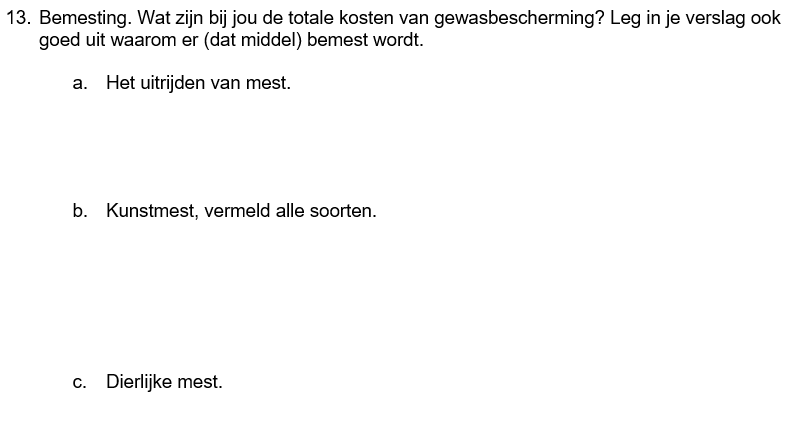 13. Bemesting. Wat zijn bij jou de totale kosten van gewasbescherming? Leg in je verslag ook
goed uit waarom er (dat middel) bemest wordt.
a. Het uitrijden van mest.
b. Kunstmest, vermeld alle soorten.
c. Dierlijke mest.